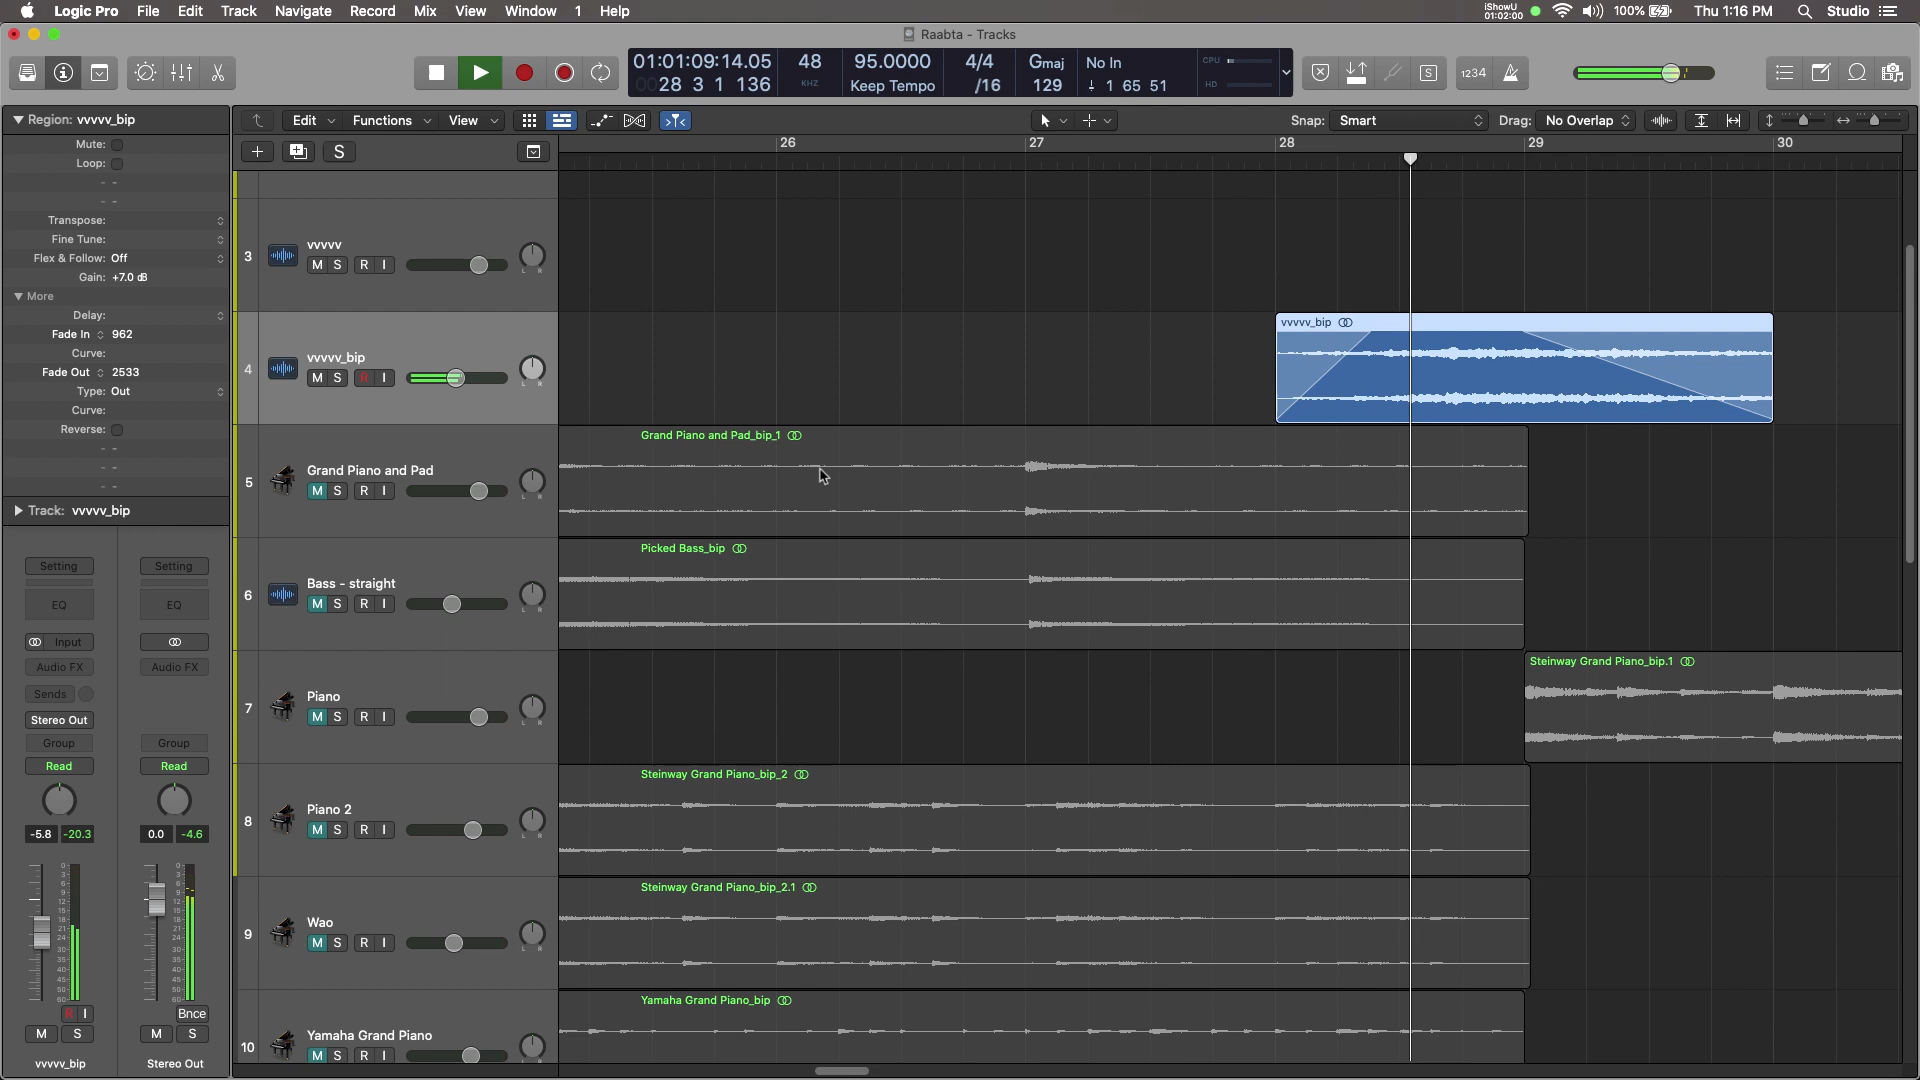 Logic Pro File Edit Track Navigate Record Mix View Window 1 Help
iShowU 01:02:00 100% Thu 1:16 PM Studio
Raabta - Tracks
01:01:09:14.05 48 95.0000 4/4 Gmaj No In CPU
0028 3 1 136 KHZ Keep Tempo /16 129 1 65 51 HD
S 1234
Region: vvvvv_bip
Edit Functions View Snap: Smart Drag: No Overlap
Mute:
Loop:
Transpose:
Fine Tune:
Flex & Follow: Off
Gain: +7.0 dB
More
Delay:
Fade In 962
Curve:
Fade Out 2533
Type: Out
Curve:
Reverse:
Track: vvvvv_bip
Setting Setting
EQ EQ
Input
Audio FX Audio FX
Sends
Stereo Out
Group Group
Read Read
-5.8 -20.3 0.0 -4.6
R I Bnce
M S M S
vvvvv_bip Stereo Out
S
26 27 28 29 30
3 vvvvv
M S R I
L R
4 vvvvv_bip
M S R I
L R
vvvvv_bip
5 Grand Piano and Pad
M S R I
L R
Grand Piano and Pad_bip_1
6 Bass - straight
M S R I
L R
Picked Bass_bip
7 Piano
M S R I
L R
Steinway Grand Piano_bip.1
8 Piano 2
M S R I
L R
Steinway Grand Piano_bip_2
9 Wao
M S R I
L R
Steinway Grand Piano_bip_2.1
10 Yamaha Grand Piano
M S R I
Yamaha Grand Piano_bip